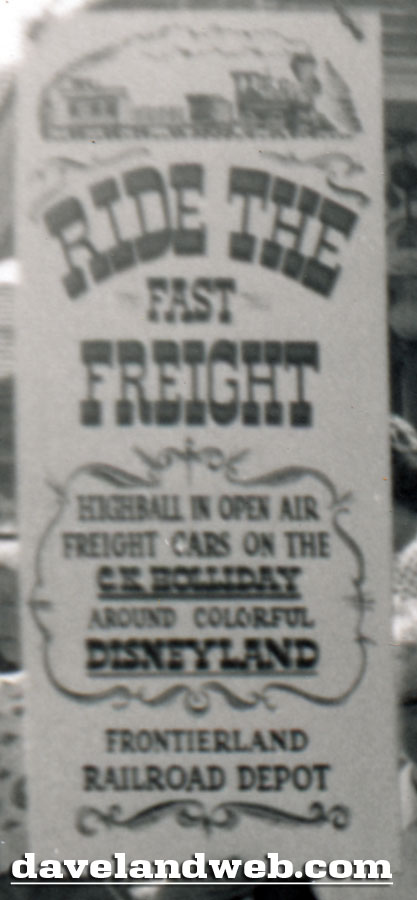 RIDE THE
FAST
FREIGHT
HIGHBALL IN OPEN AIR
FREIGHT CARS ON THE
C.K. HOLLIDAY
AROUND COLORFUL
DISNEYLAND
FRONTIERLAND
RAILROAD DEPOT
davelandweb.com